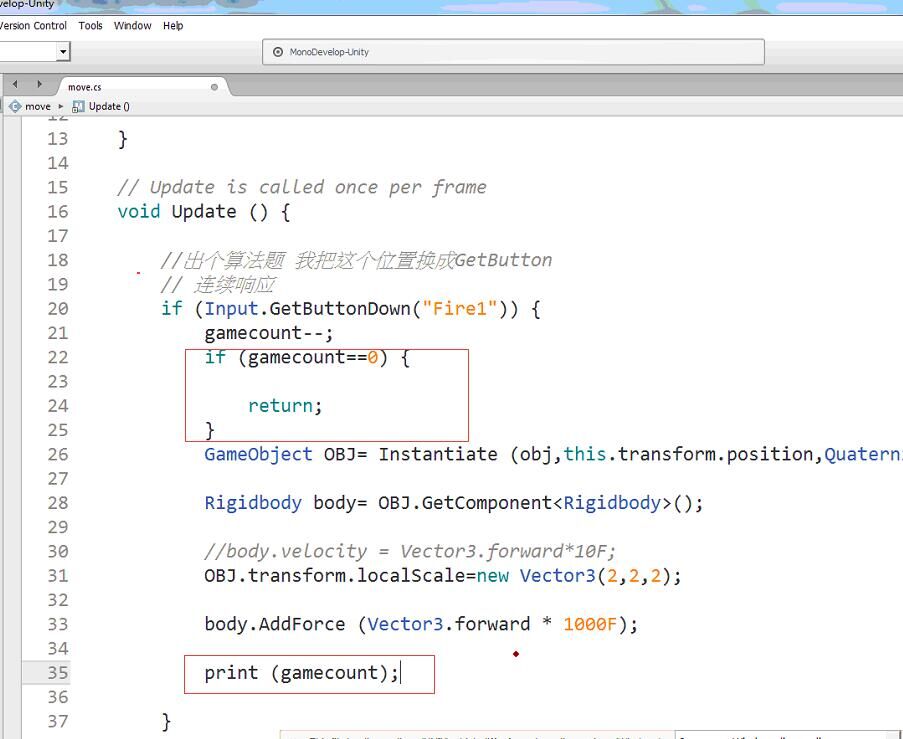 velop-Unity
Version Control Tools Window Help
MonoDevelop-Unity
move.cs
move ▸ Update ()
12
13 }
14
15 // Update is called once per frame
16 void Update () {
17
18 //出个算法题 我把这个位置换成GetButton
19 // 连续响应
20 if (Input.GetButtonDown("Fire1")) {
21 gamecount--;
22 if (gamecount==0) {
23
24 return;
25 }
26 GameObject OBJ= Instantiate (obj,this.transform.position,Quatern
27
28 Rigidbody body= OBJ.GetComponent<Rigidbody>();
29
30 //body.velocity = Vector3.forward*10F;
31 OBJ.transform.localScale=new Vector3(2,2,2);
32
33 body.AddForce (Vector3.forward * 1000F);
34
35 print (gamecount);
36
37 }